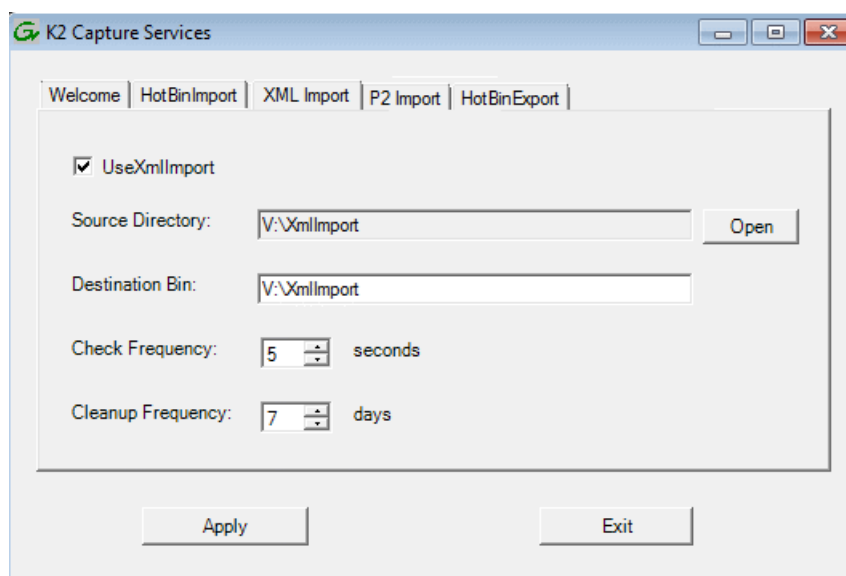 K2 Capture Services
Welcome HotBinImport XML Import P2 Import HotBinExport
UseXmlImport
Source Directory: V:\XmlImport Open
Destination Bin: V:\XmlImport
Check Frequency: 5 seconds
Cleanup Frequency: 7 days
Apply Exit